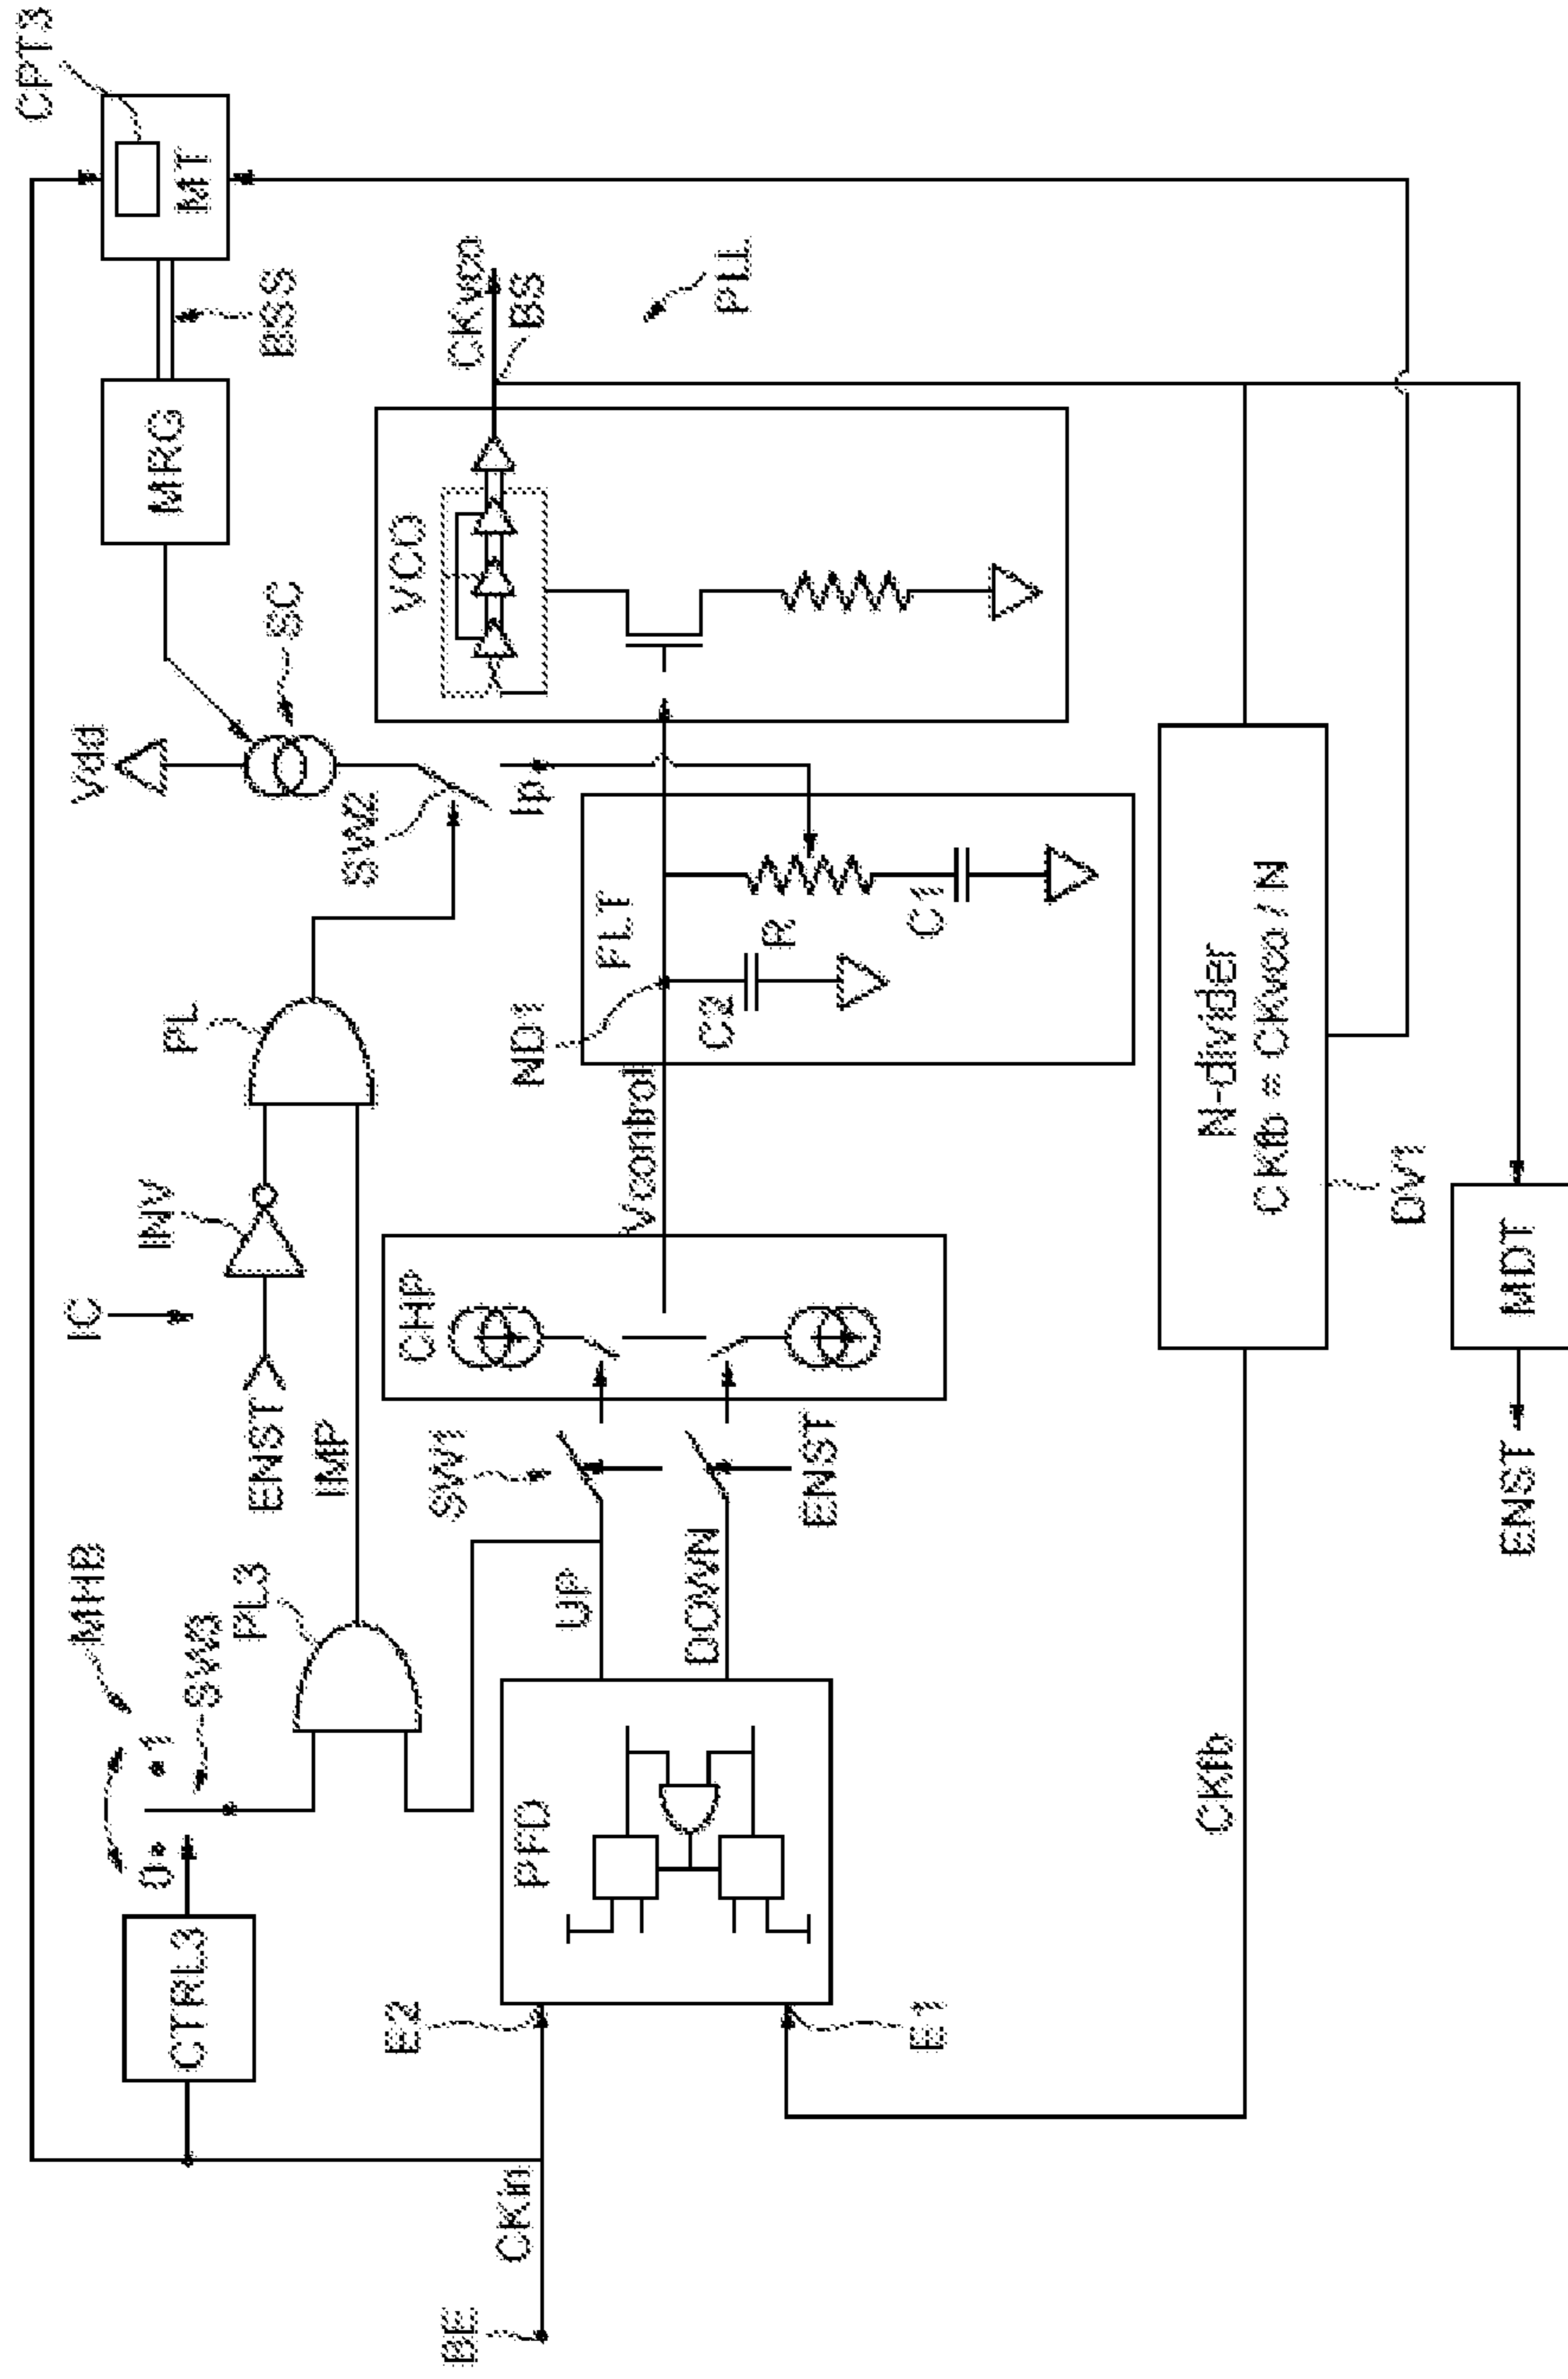 CPT3
MT
BSS
MRG
SC
Vdd
SW2
PL
INV
IC
ENST
IMP
MHB
SW3
PL3
0
1
CTRL3
CKvco
BS
PLL
VCO
Ip
FLT
ND1
R
C1
C2
Vcontrol
CHP
SW1
ENST
UP
DOWN
PFD
E2
E1
CKin
BE
CKfb
N-divider
CKfb = CKvco / N
DV1
MDT
ENST